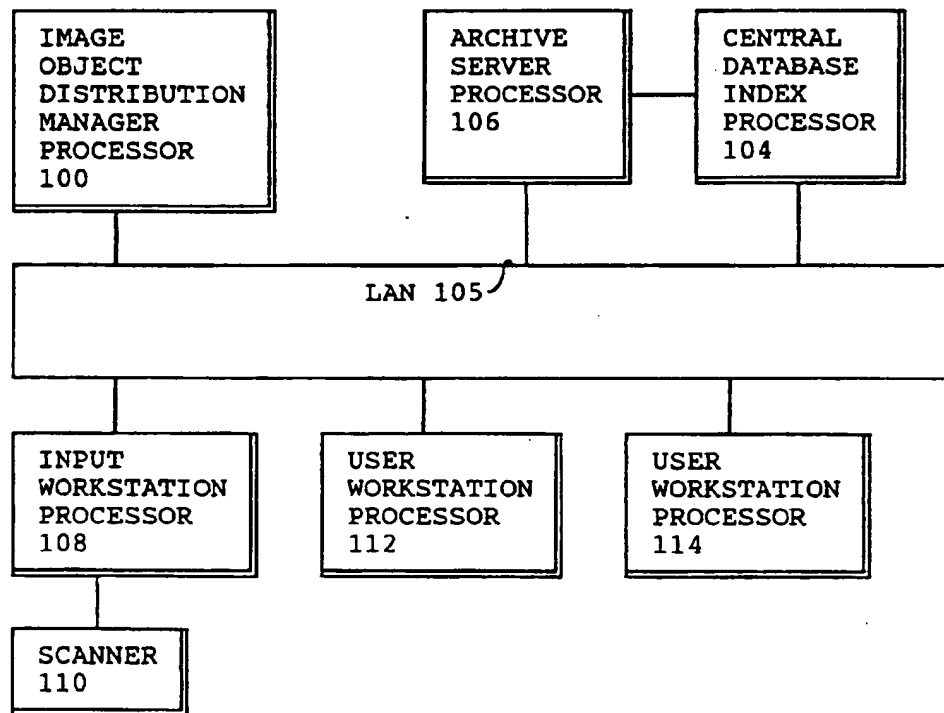 IMAGE
OBJECT
DISTRIBUTION
MANAGER
PROCESSOR
100
ARCHIVE
SERVER
PROCESSOR
106
CENTRAL
DATABASE
INDEX
PROCESSOR
104
LAN 105
INPUT
WORKSTATION
PROCESSOR
108
USER
WORKSTATION
PROCESSOR
112
USER
WORKSTATION
PROCESSOR
114
SCANNER
110